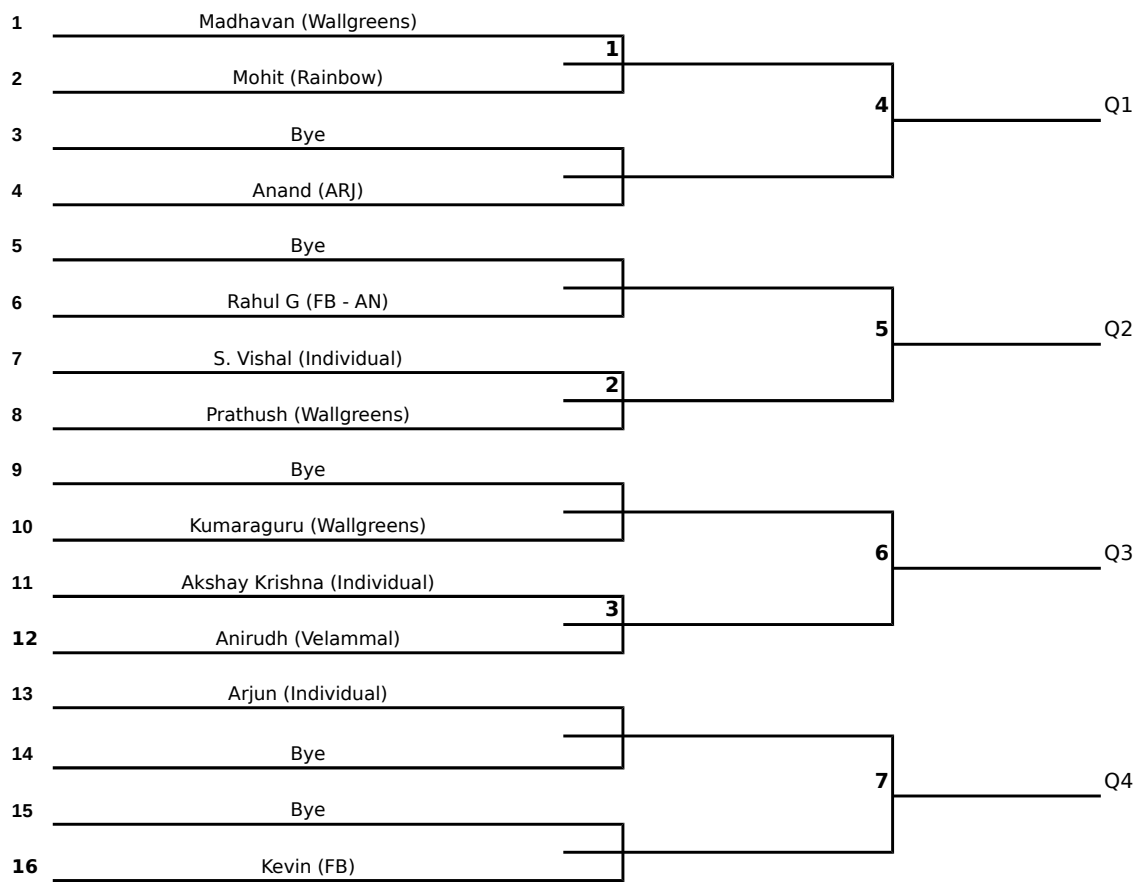 1 Madhavan (Wallgreens)
1
2 Mohit (Rainbow)
4 Q1
3 Bye
4 Anand (ARJ)
5 Bye
6 Rahul G (FB - AN)
5 Q2
7 S. Vishal (Individual)
2
8 Prathush (Wallgreens)
9 Bye
10 Kumaraguru (Wallgreens)
6 Q3
11 Akshay Krishna (Individual)
3
12 Anirudh (Velammal)
13 Arjun (Individual)
14 Bye
7 Q4
15 Bye
16 Kevin (FB)